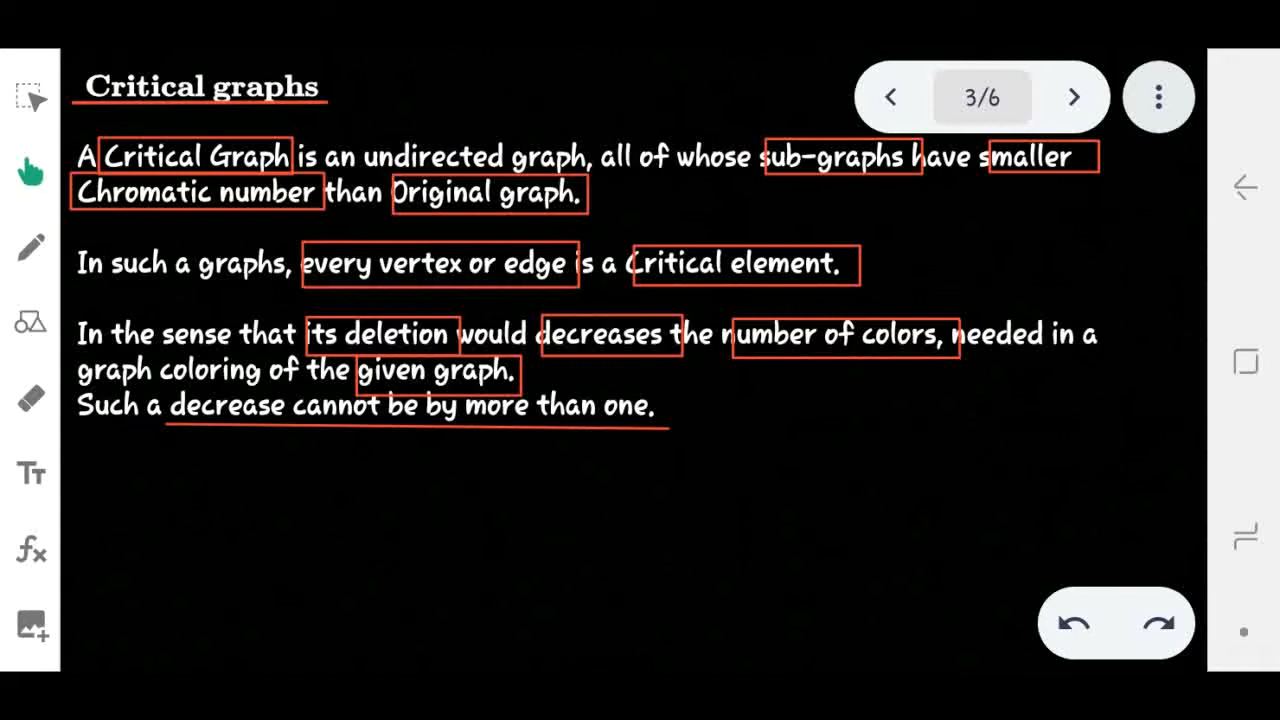 Critical graphs
3/6
A Critical Graph is an undirected graph, all of whose sub-graphs have smaller
Chromatic number than Original graph.
In such a graphs, every vertex or edge is a Critical element.
In the sense that its deletion would decreases the number of colors, needed in a
graph coloring of the given graph.
Such a decrease cannot be by more than one.
TT
fx